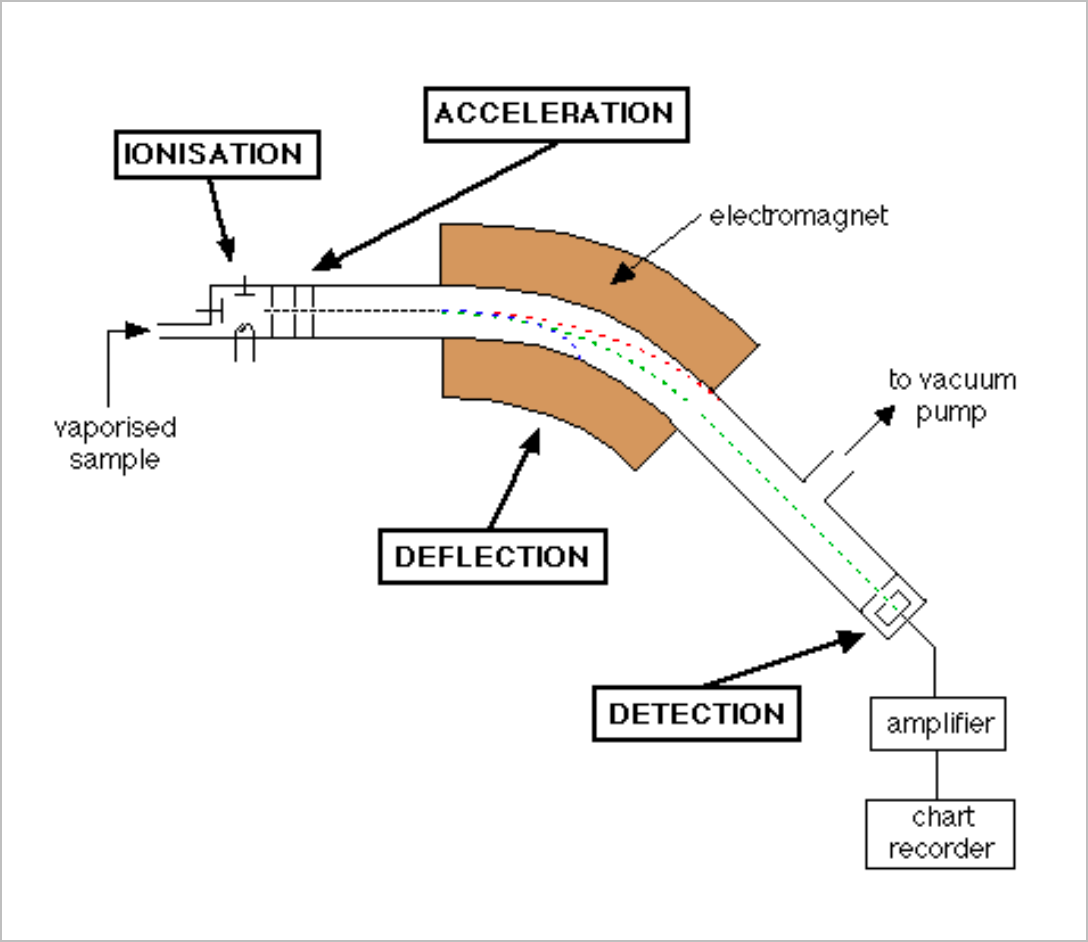 ACCELERATION
IONISATION
electromagnet
to vacuum
pump
vaporised
sample
DEFLECTION
DETECTION
amplifier
chart
recorder